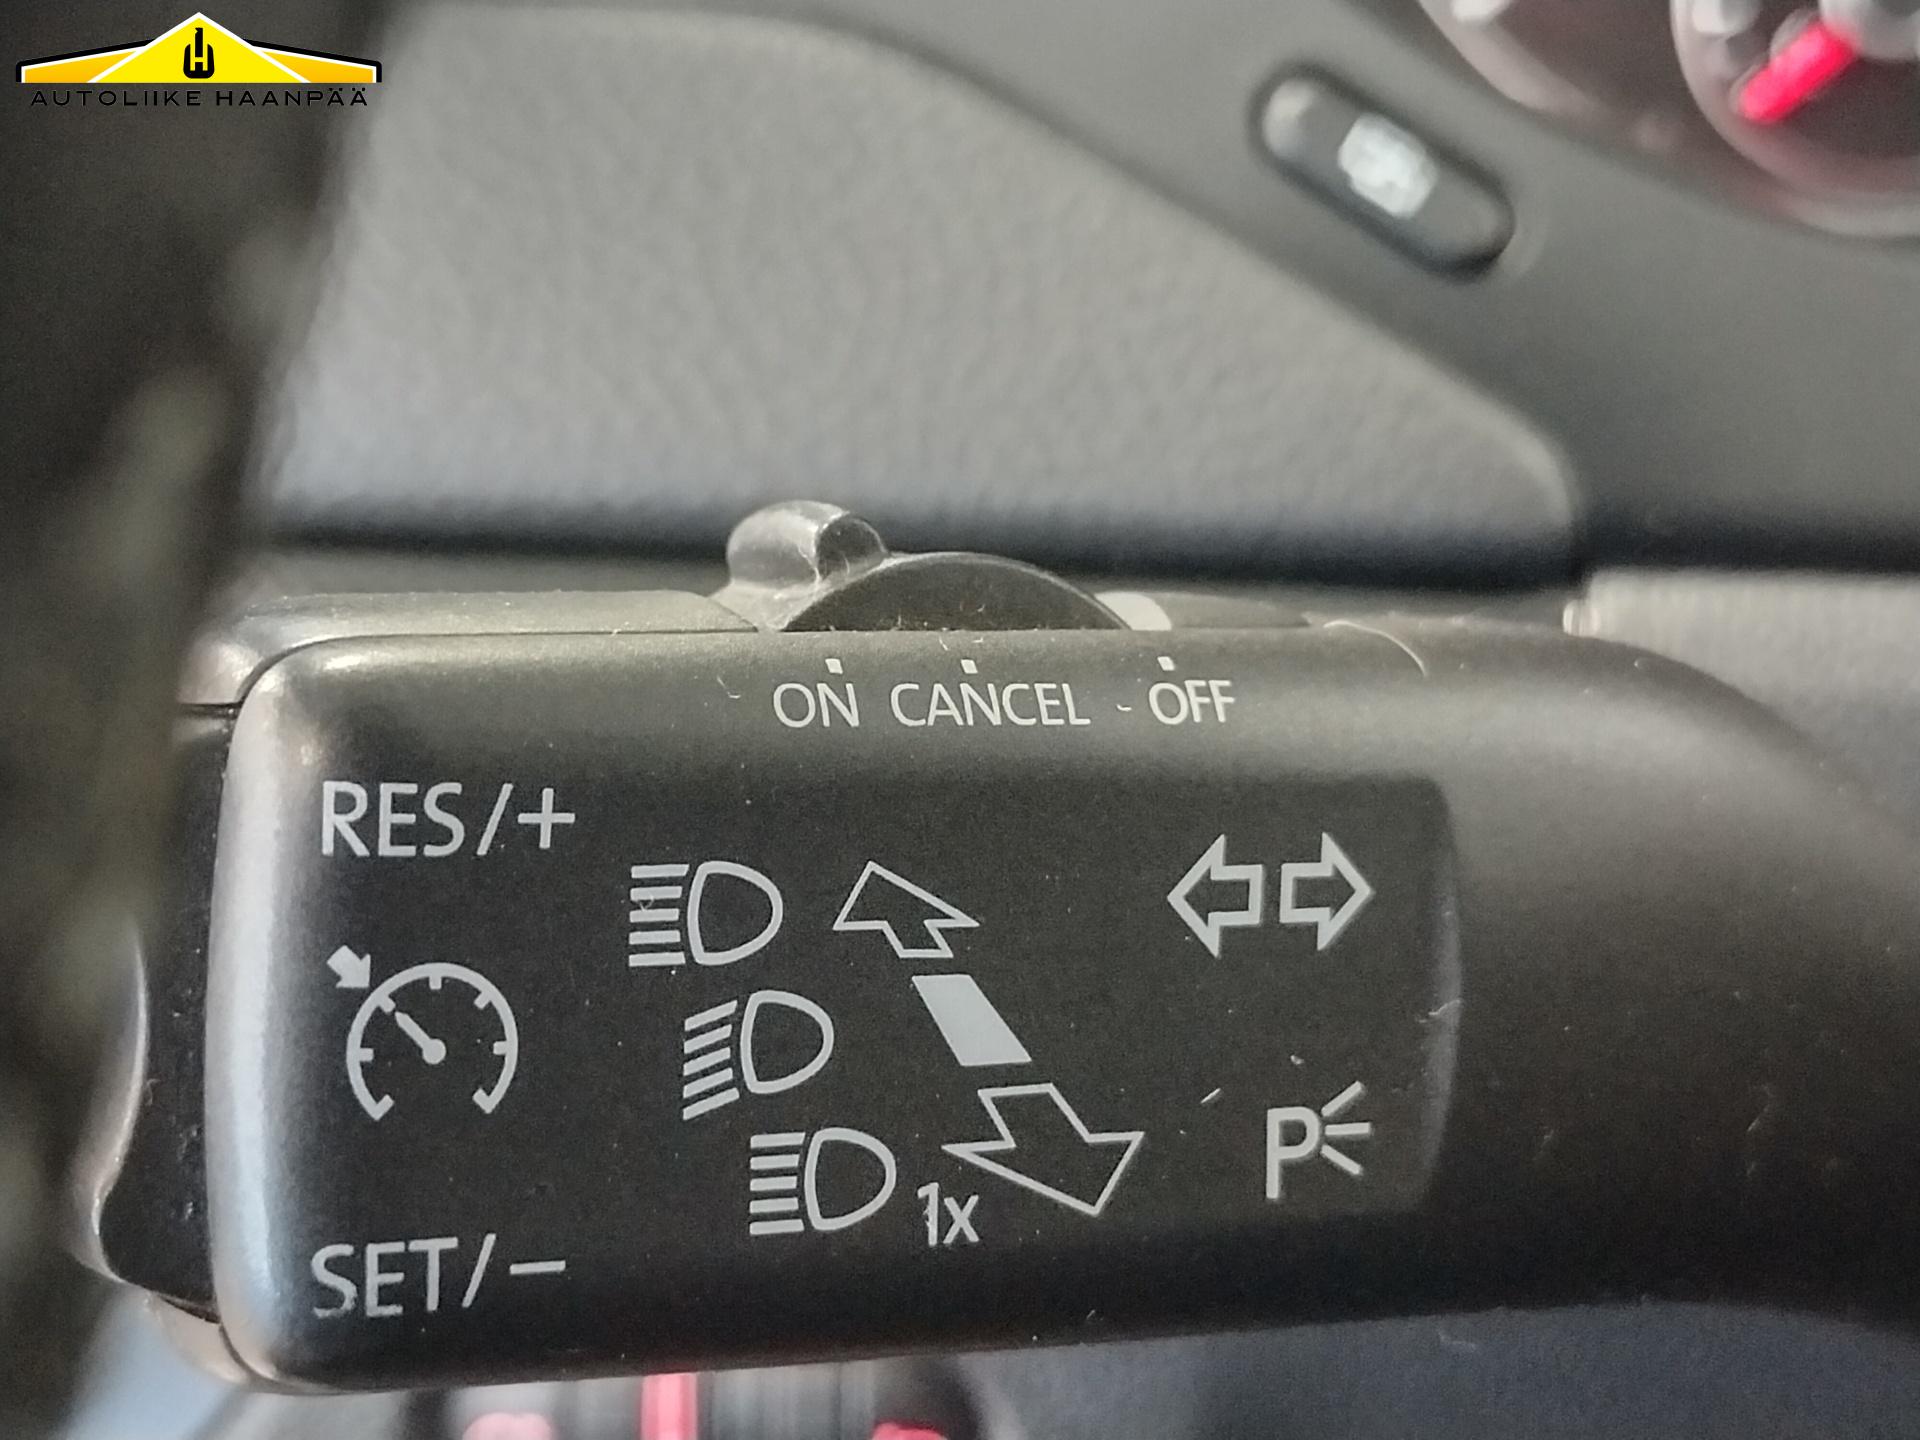 AUTOLIIKE HAANPÄÄ
ON CANCEL - OFF
RES/+
1x
P
SET/−